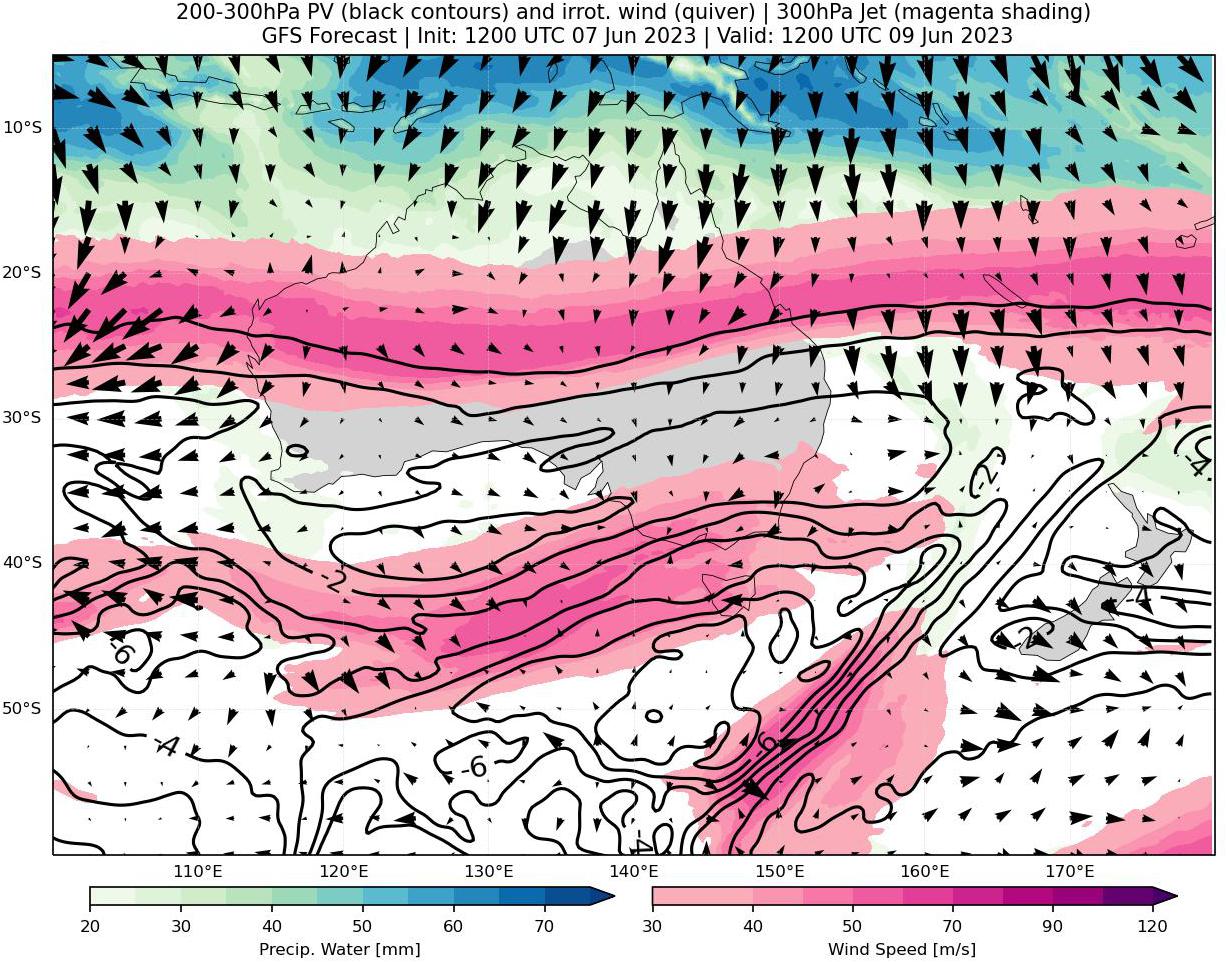 200-300hPa PV (black contours) and irrot. wind (quiver) | 300hPa Jet (magenta shading)
GFS Forecast | Init: 1200 UTC 07 Jun 2023 | Valid: 1200 UTC 09 Jun 2023
10°S
20°S
30°S
-2
-4
40°S
-2
-4
-6
-2
50°S
-4
-6
-6
-4
110°E 120°E 130°E 140°E 150°E 160°E 170°E
20 30 40 50 60 70
30 40 50 70 90 120
Precip. Water [mm]
Wind Speed [m/s]